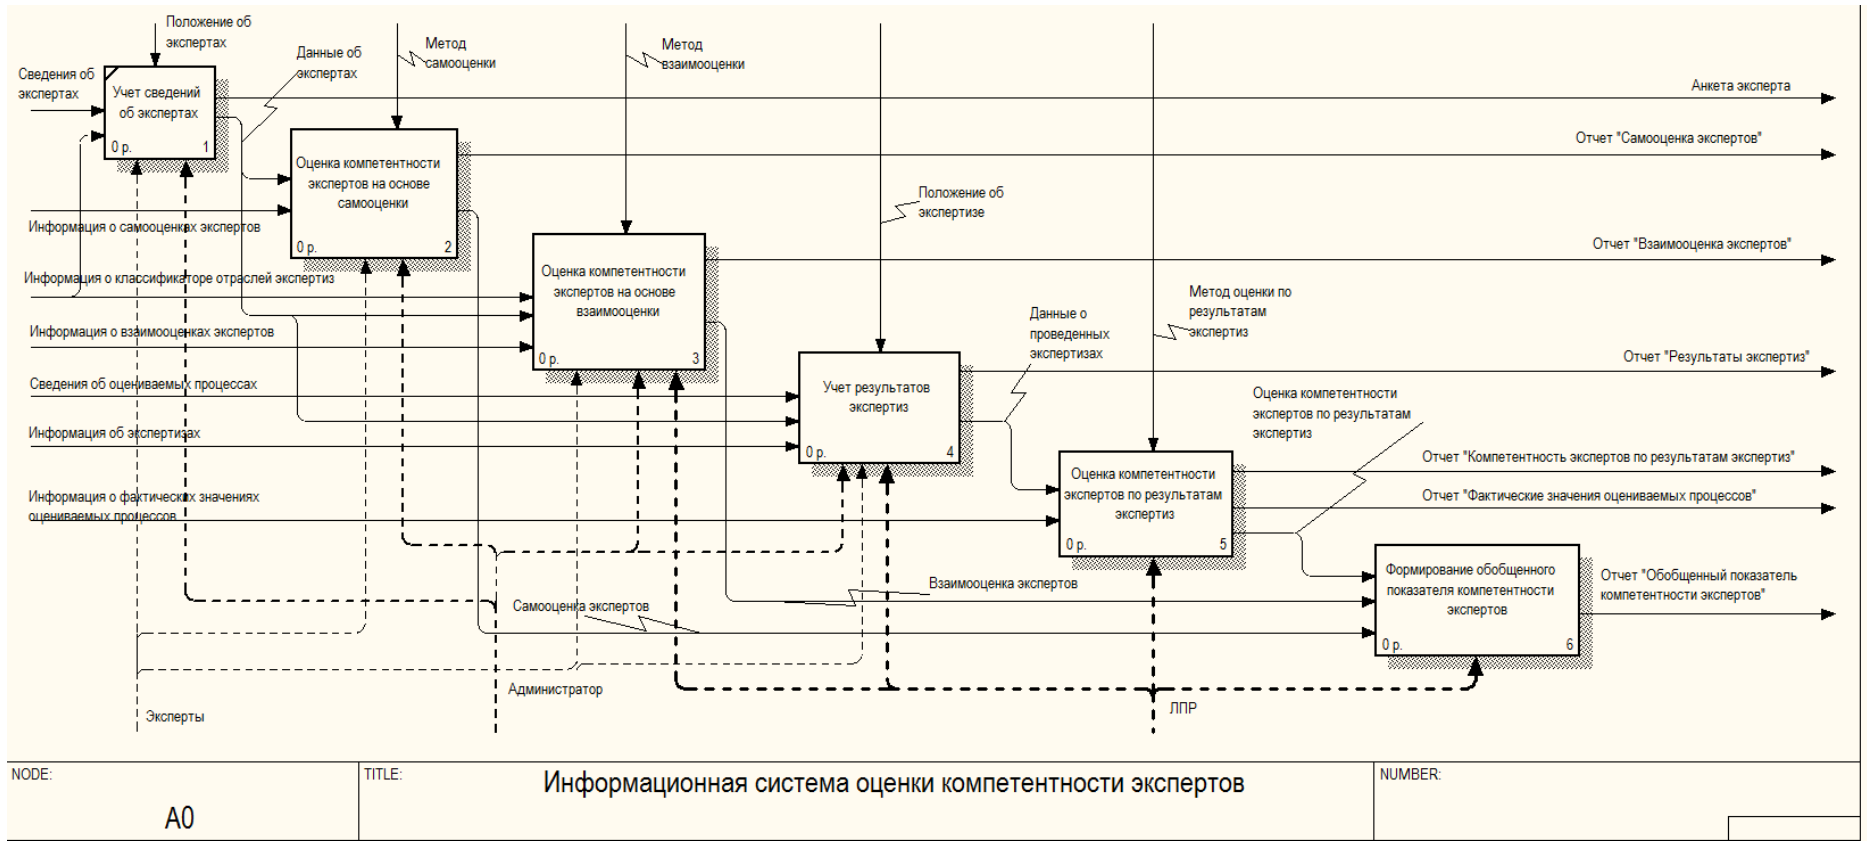 Положение об
экспертах
Данные об
экспертах
Метод
самооценки
Метод
взаимооценки
Сведения об
экспертах
Учет сведений
об экспертах
0 р.
1
Анкета эксперта
Оценка компетентности
экспертов на основе
самооценки
0 р.
2
Отчет "Самооценка экспертов"
Информация о самооценках экспертов
Положение об
экспертизе
Оценка компетентности
экспертов на основе
взаимооценки
0 р.
3
Отчет "Взаимооценка экспертов"
Информация о классификаторе отраслей экспертиз
Метод оценки по
результатам
экспертиз
Данные о
проведенных
экспертизах
Информация о взаимооценках экспертов
Учет результатов
экспертиз
0 р.
4
Отчет "Результаты экспертиз"
Сведения об оцениваемых процессах
Оценка компетентности
экспертов по результатам
экспертиз
Информация об экспертизах
Оценка компетентности
экспертов по результатам
экспертиз
0 р.
5
Отчет "Компетентность экспертов по результатам экспертиз"
Отчет "Фактические значения оцениваемых процессов"
Информация о фактических значениях
оцениваемых процессов
Формирование обобщенного
показателя компетентности
экспертов
0 р.
6
Отчет "Обобщенный показатель
компетентности экспертов"
Взаимооценка экспертов
Самооценка экспертов
Администратор
Эксперты
ЛПР
NODE:
A0
TITLE:
Информационная система оценки компетентности экспертов
NUMBER: